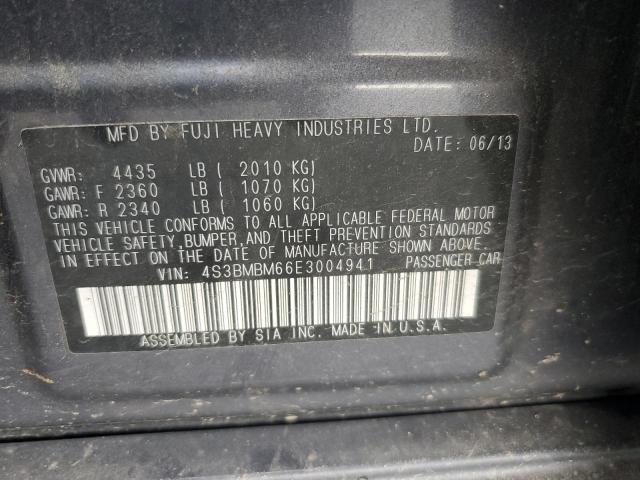 MFD BY FUJI HEAVY INDUSTRIES LTD.
DATE: 06/13
GVWR: 4435 LB ( 2010 KG)
GAWR: F 2360 LB ( 1070 KG)
GAWR: R 2340 LB ( 1060 KG)
THIS VEHICLE CONFORMS TO ALL APPLICABLE FEDERAL MOTOR
VEHICLE SAFETY,BUMPER,AND THEFT PREVENTION STANDARDS
IN EFFECT ON THE DATE OF MANUFACTURE SHOWN ABOVE.
VIN: 4S3BMBM66E3004941 PASSENGER CAR
ASSEMBLED BY SIA INC. MADE IN U.S.A.